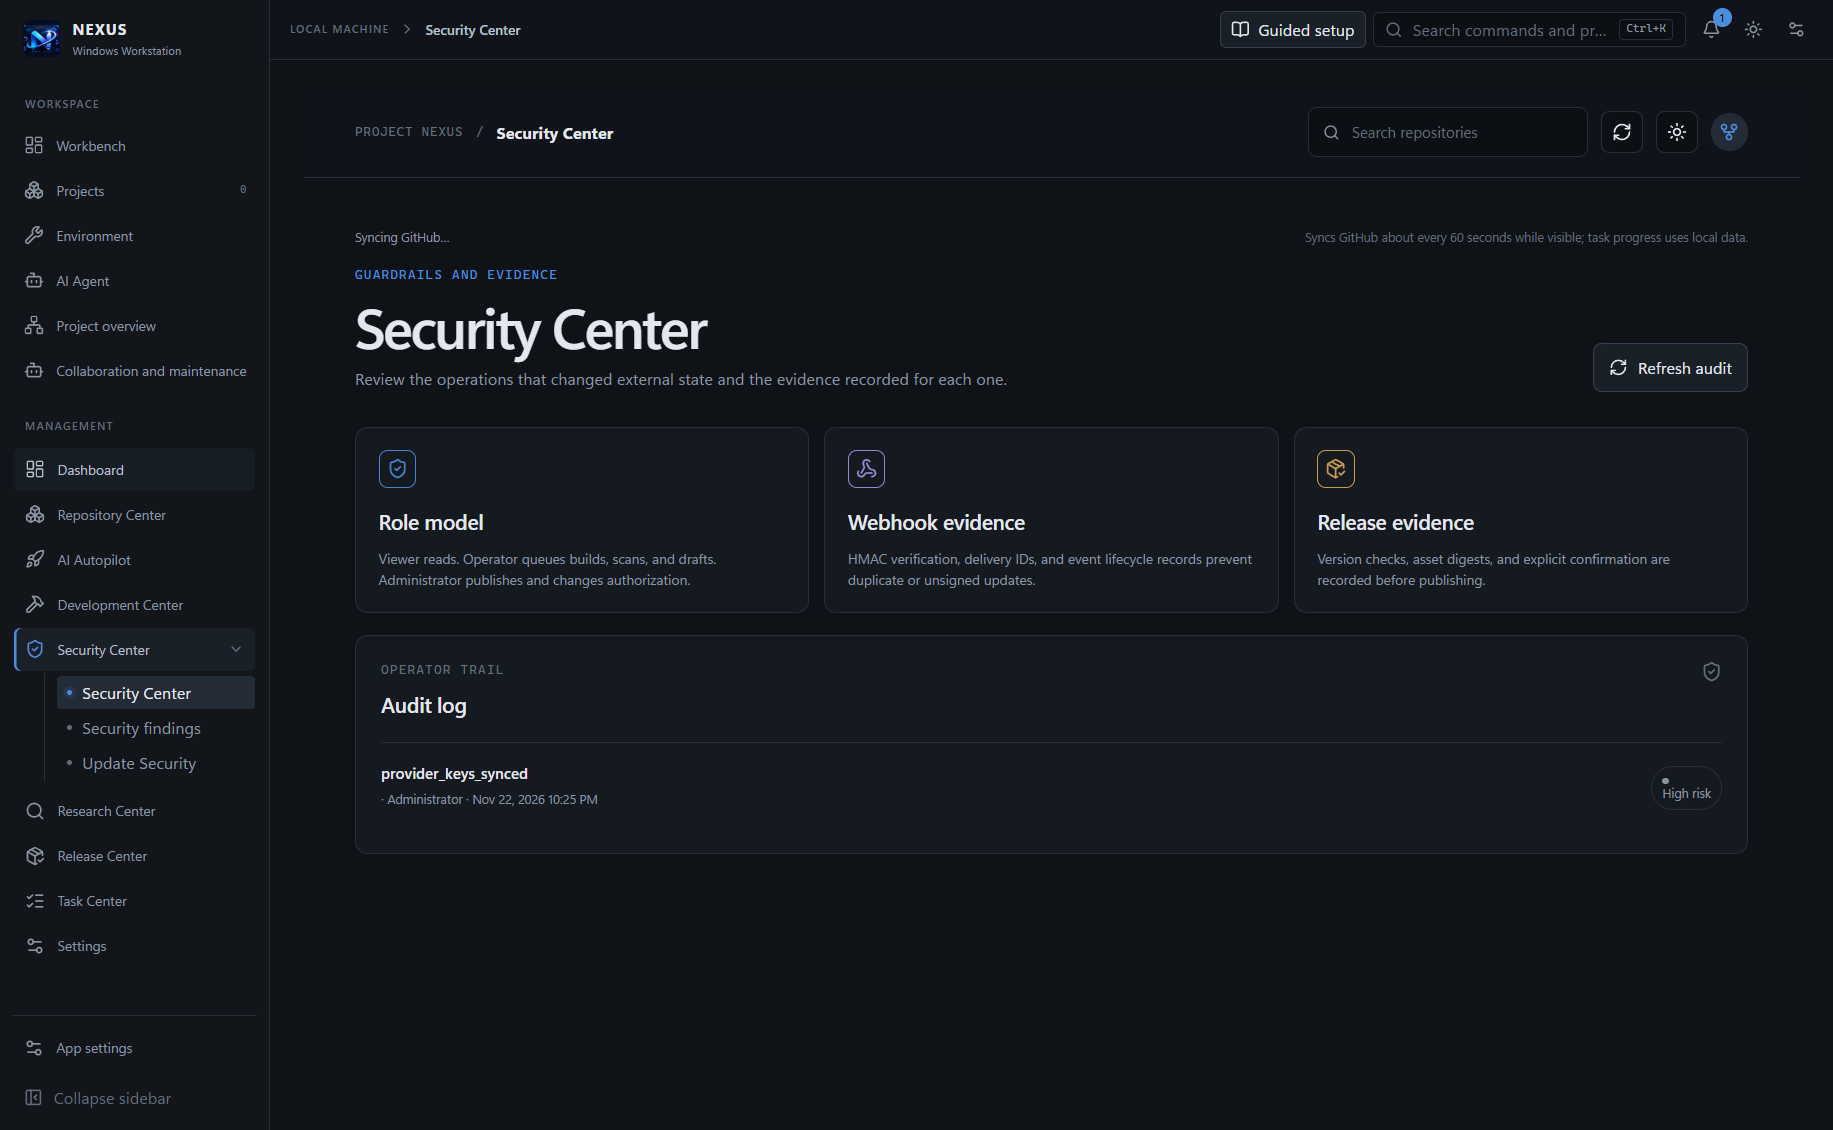 NEXUS
Windows Workstation
WORKSPACE
Workbench
Projects 0
Environment
AI Agent
Project overview
Collaboration and maintenance
MANAGEMENT
Dashboard
Repository Center
AI Autopilot
Development Center
Security Center
Security Center
Security findings
Update Security
Research Center
Release Center
Task Center
Settings
App settings
Collapse sidebar
LOCAL MACHINE > Security Center
Guided setup
Search commands and pr... Ctrl+K
1
PROJECT NEXUS / Security Center
Search repositories
Syncing GitHub...
Syncs GitHub about every 60 seconds while visible; task progress uses local data.
GUARDRAILS AND EVIDENCE
Security Center
Review the operations that changed external state and the evidence recorded for each one.
Refresh audit
Role model
Viewer reads. Operator queues builds, scans, and drafts.
Administrator publishes and changes authorization.
Webhook evidence
HMAC verification, delivery IDs, and event lifecycle records prevent
duplicate or unsigned updates.
Release evidence
Version checks, asset digests, and explicit confirmation are
recorded before publishing.
OPERATOR TRAIL
Audit log
provider_keys_synced
· Administrator · Nov 22, 2026 10:25 PM
High risk